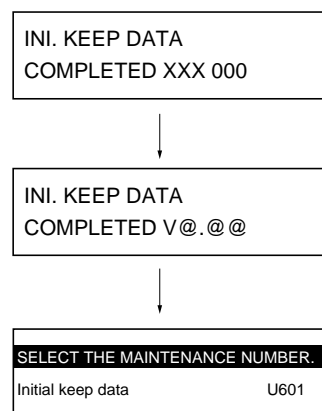 INI. KEEP DATA
COMPLETED XXX 000
INI. KEEP DATA
COMPLETED V@.@@
SELECT THE MAINTENANCE NUMBER.
Initial keep data U601